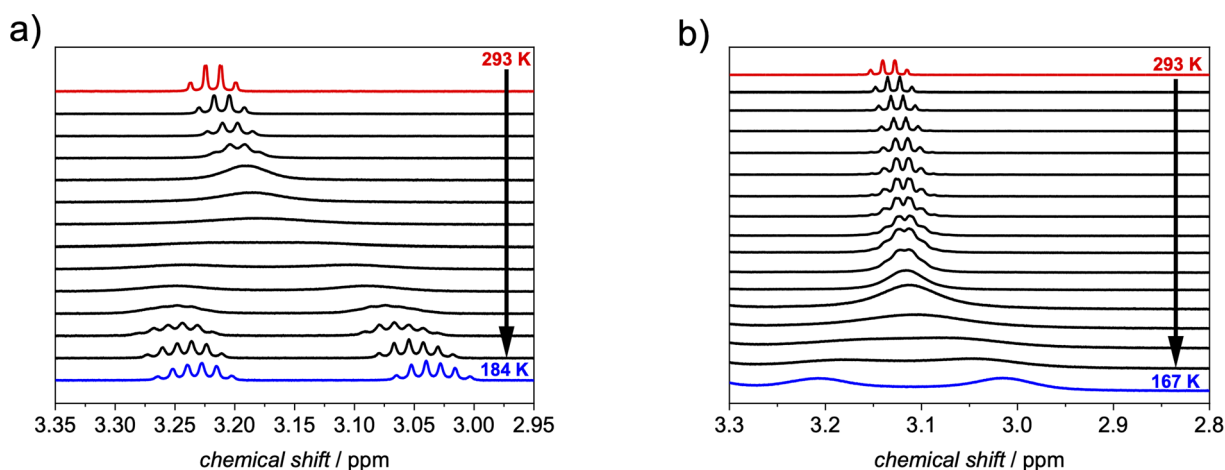 a)
293 K
184 K
3.35 3.30 3.25 3.20 3.15 3.10 3.05 3.00 2.95
chemical shift / ppm
b)
293 K
167 K
3.3 3.2 3.1 3.0 2.9 2.8
chemical shift / ppm